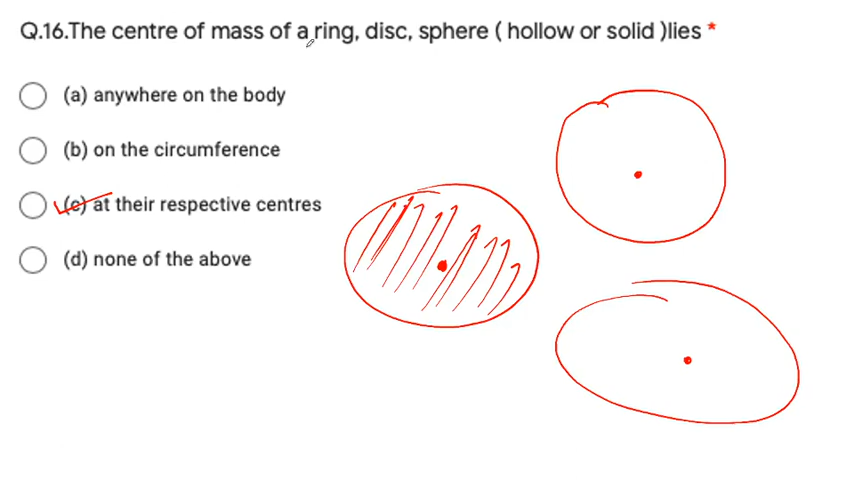 Q.16.The centre of mass of a ring, disc, sphere ( hollow or solid )lies *
(a) anywhere on the body
(b) on the circumference
(c) at their respective centres
(d) none of the above